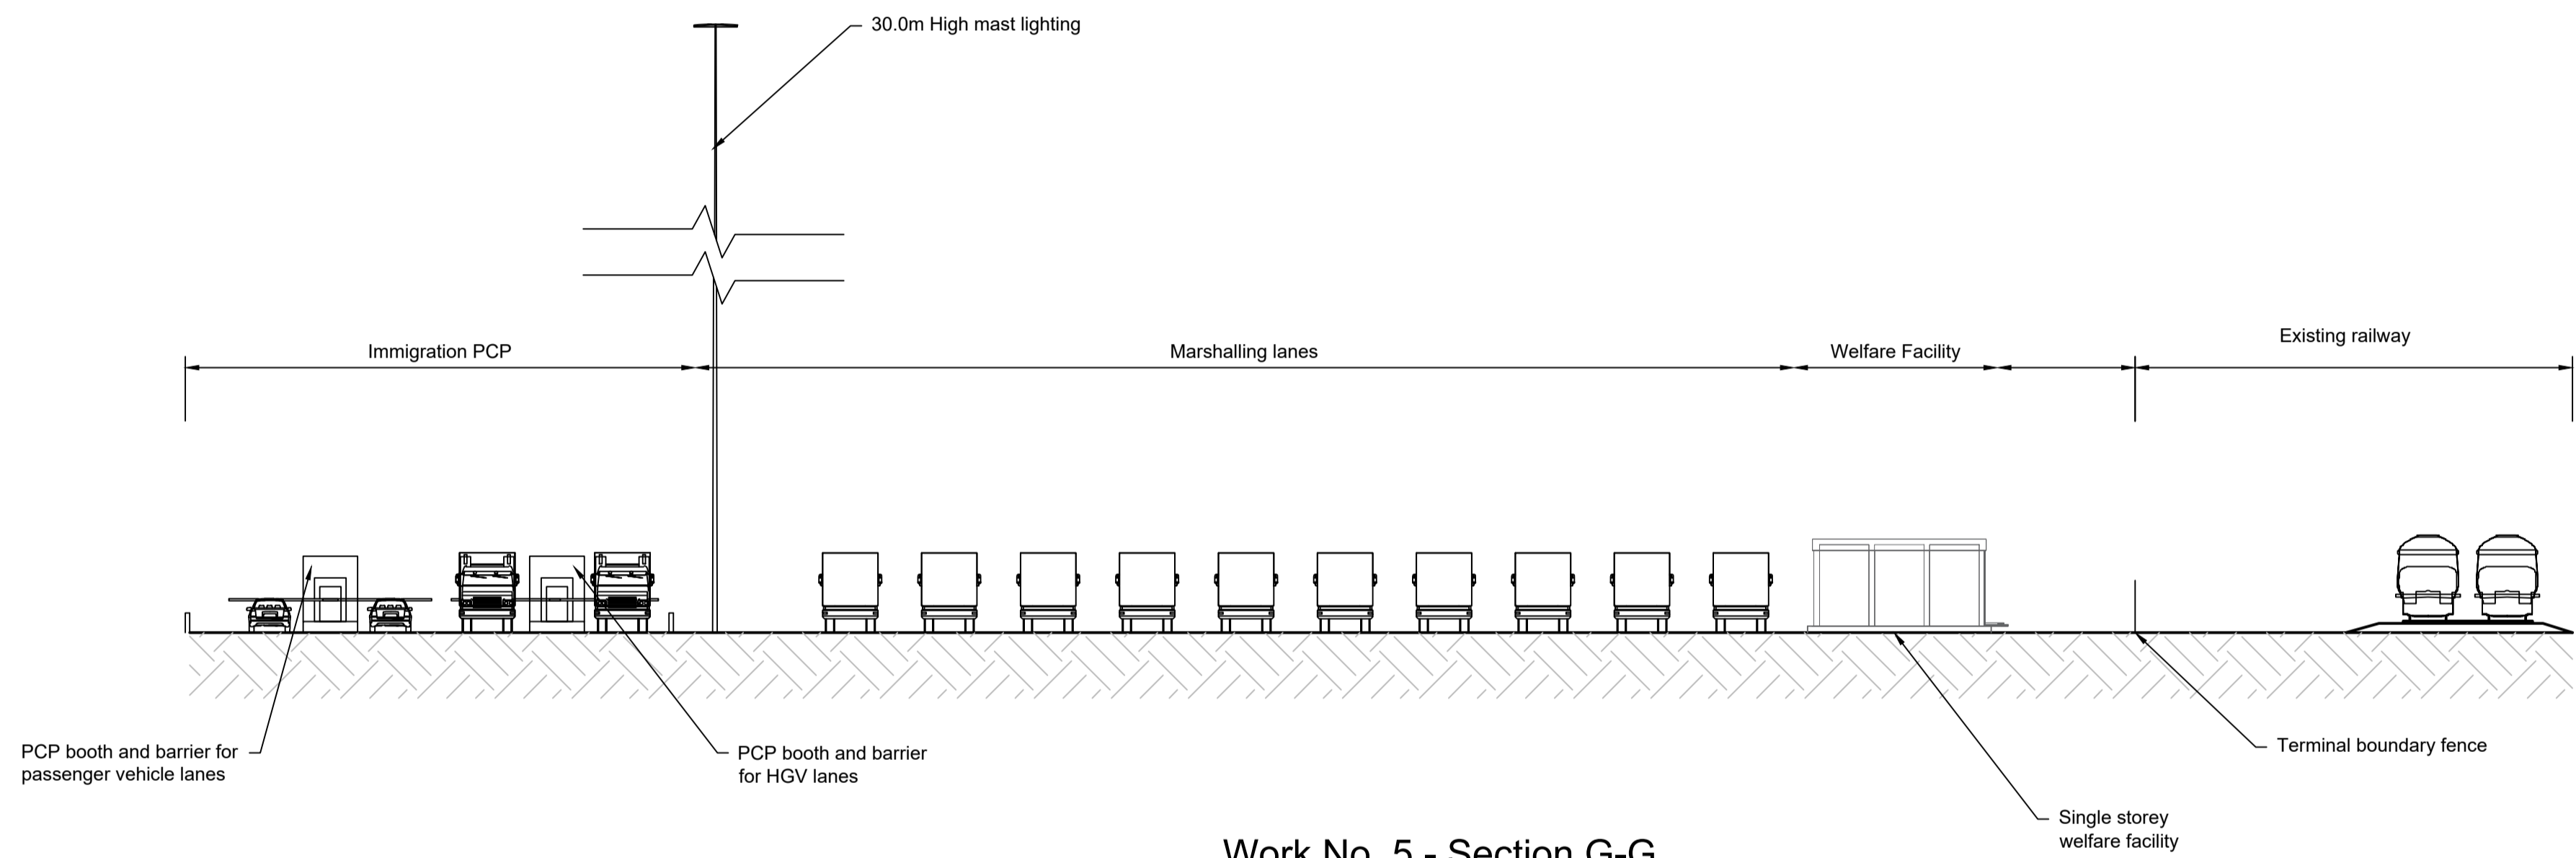 30.0m High mast lighting
Existing railway
Immigration PCP
Marshalling lanes
Welfare Facility
PCP booth and barrier for
passenger vehicle lanes
PCP booth and barrier
for HGV lanes
Terminal boundary fence
Single storey
welfare facility
Work No. 5 - Section G-G